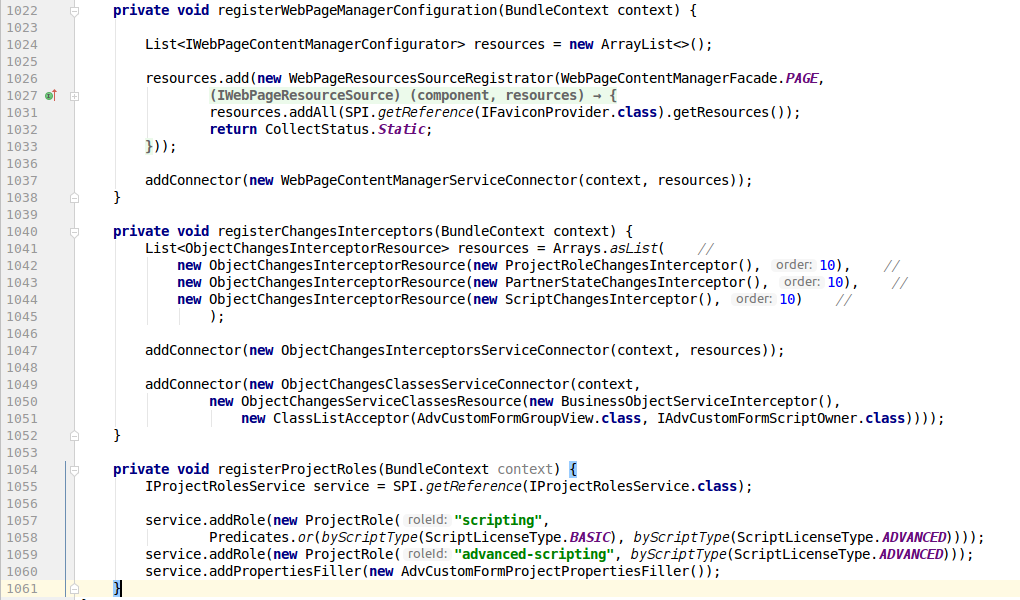 1022 private void registerWebPageManagerConfiguration(BundleContext context) {
1023
1024 List<IWebPageContentManagerConfigurator> resources = new ArrayList<>();
1025
1026 resources.add(new WebPageResourcesSourceRegistrator(WebPageContentManagerFacade.PAGE,
1027 (IWebPageResourceSource) (component, resources) → {
1031 resources.addAll(SPI.getReference(IFaviconProvider.class).getResources());
1032 return CollectStatus.Static;
1033 }));
1036
1037 addConnector(new WebPageContentManagerServiceConnector(context, resources));
1038 }
1039
1040 private void registerChangesInterceptors(BundleContext context) {
1041 List<ObjectChangesInterceptorResource> resources = Arrays.asList( //
1042 new ObjectChangesInterceptorResource(new ProjectRoleChangesInterceptor(), order: 10), //
1043 new ObjectChangesInterceptorResource(new PartnerStateChangesInterceptor(), order: 10), //
1044 new ObjectChangesInterceptorResource(new ScriptChangesInterceptor(), order: 10) //
1045 );
1046
1047 addConnector(new ObjectChangesInterceptorsServiceConnector(context, resources));
1048
1049 addConnector(new ObjectChangesClassesServiceConnector(context,
1050 new ObjectChangesServiceClassesResource(new BusinessObjectServiceInterceptor(),
1051 new ClassListAcceptor(AdvCustomFormGroupView.class, IAdvCustomFormScriptOwner.class))));
1052 }
1053
1054 private void registerProjectRoles(BundleContext context) {
1055 IProjectRolesService service = SPI.getReference(IProjectRolesService.class);
1056
1057 service.addRole(new ProjectRole( roleId: "scripting",
1058 Predicates.or(byScriptType(ScriptLicenseType.BASIC), byScriptType(ScriptLicenseType.ADVANCED))));
1059 service.addRole(new ProjectRole( roleId: "advanced-scripting", byScriptType(ScriptLicenseType.ADVANCED)));
1060 service.addPropertiesFiller(new AdvCustomFormProjectPropertiesFiller());
1061 }